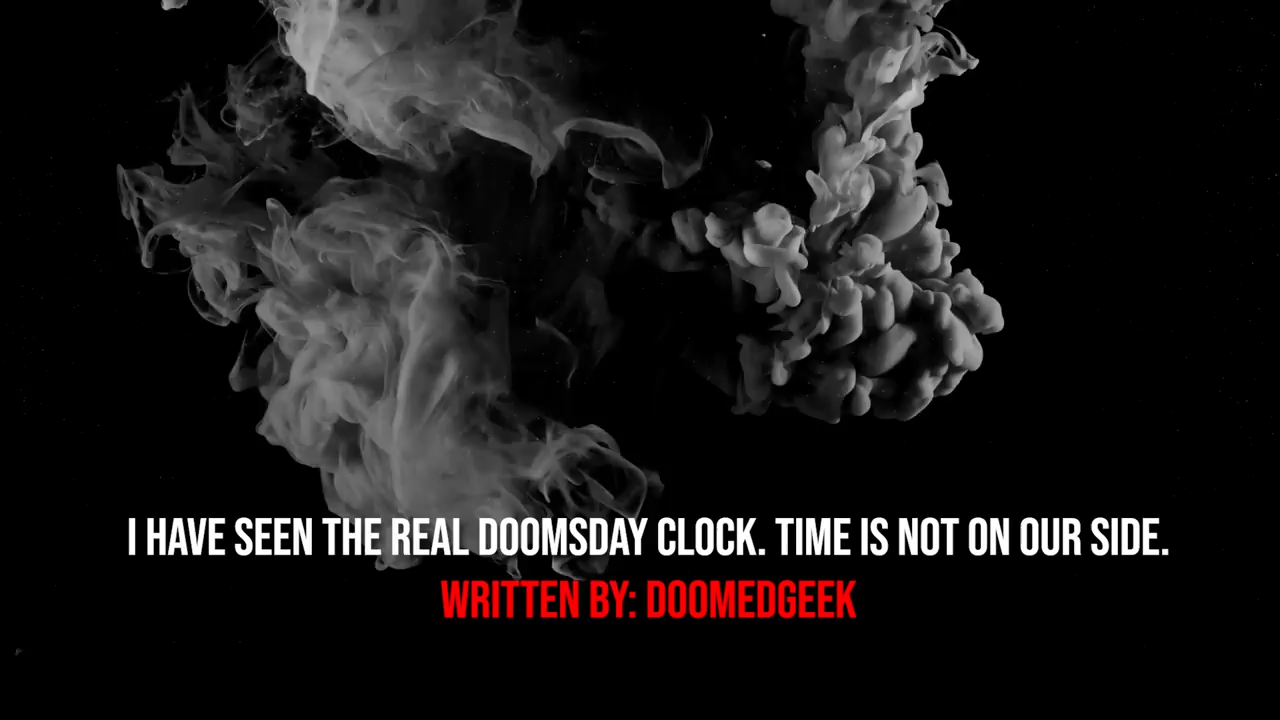 I HAVE SEEN THE REAL DOOMSDAY CLOCK. TIME IS NOT ON OUR SIDE.
WRITTEN BY: DOOMEDGEEK